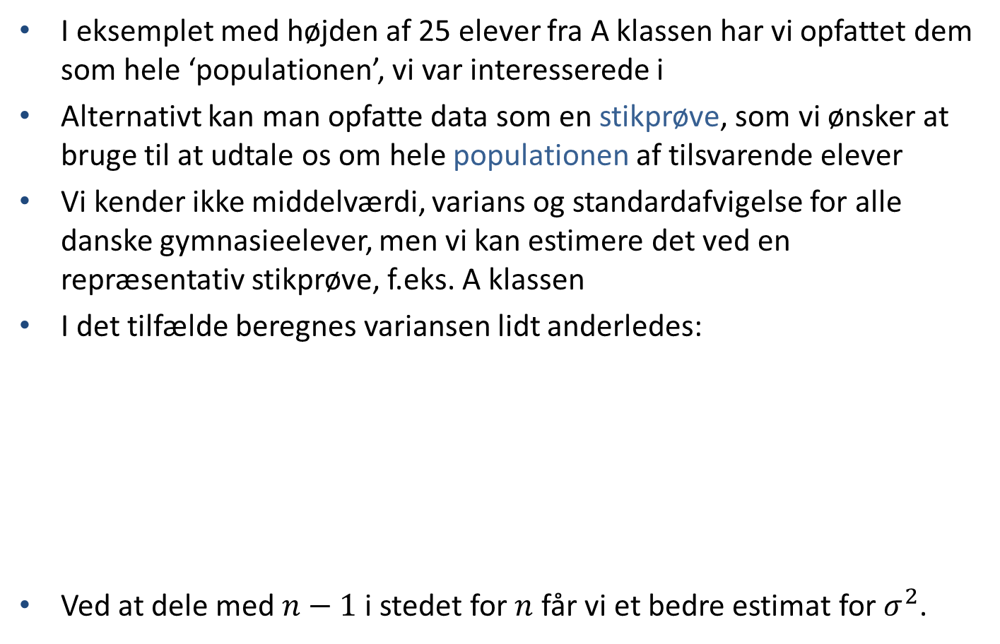 • I eksemplet med højden af 25 elever fra A klassen har vi opfattet dem
som hele ‘populationen’, vi var interesserede i
• Alternativt kan man opfatte data som en stikprøve, som vi ønsker at
bruge til at udtale os om hele populationen af tilsvarende elever
• Vi kender ikke middelværdi, varians og standardafvigelse for alle
danske gymnasieelever, men vi kan estimere det ved en
repræsentativ stikprøve, f.eks. A klassen
• I det tilfælde beregnes variansen lidt anderledes:
• Ved at dele med 𝑛 − 1 i stedet for 𝑛 får vi et bedre estimat for 𝜎².